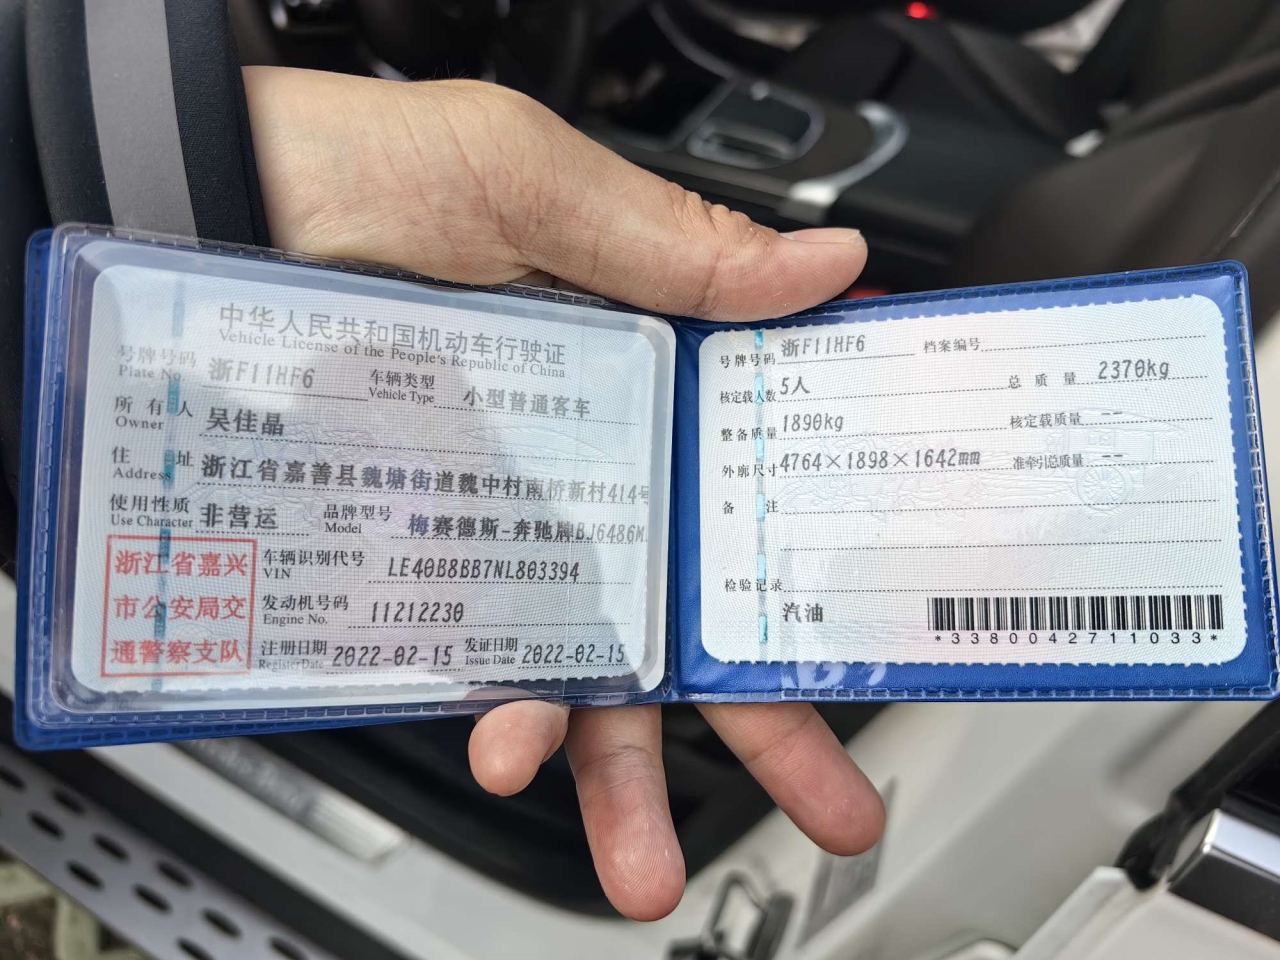 中华人民共和国机动车行驶证
Vehicle License of the People's Republic of China
号牌号码 浙F11HF6 车辆类型 小型普通客车
Plate No. Vehicle Type
所有人 吴佳晶
Owner
住址 浙江省嘉善县魏塘街道魏中村南桥新村414号
Address
使用性质 非营运 品牌型号 梅赛德斯-奔驰牌BJ6486M
Use Character Model
浙江省嘉兴
市公安局交
通警察支队
车辆识别代号 LE40B8BB7NL803394
VIN
发动机号码 11212230
Engine No.
注册日期 2022-02-15 发证日期 2022-02-15
Register Date Issue Date
号牌号码 浙F11HF6 档案编号
核定载人数 5人 总质量 2370kg
整备质量 1890kg 核定载质量 --
外廓尺寸 4764×1898×1642mm 准牵引总质量 --
备注
检验记录
汽油
*3380042711033*